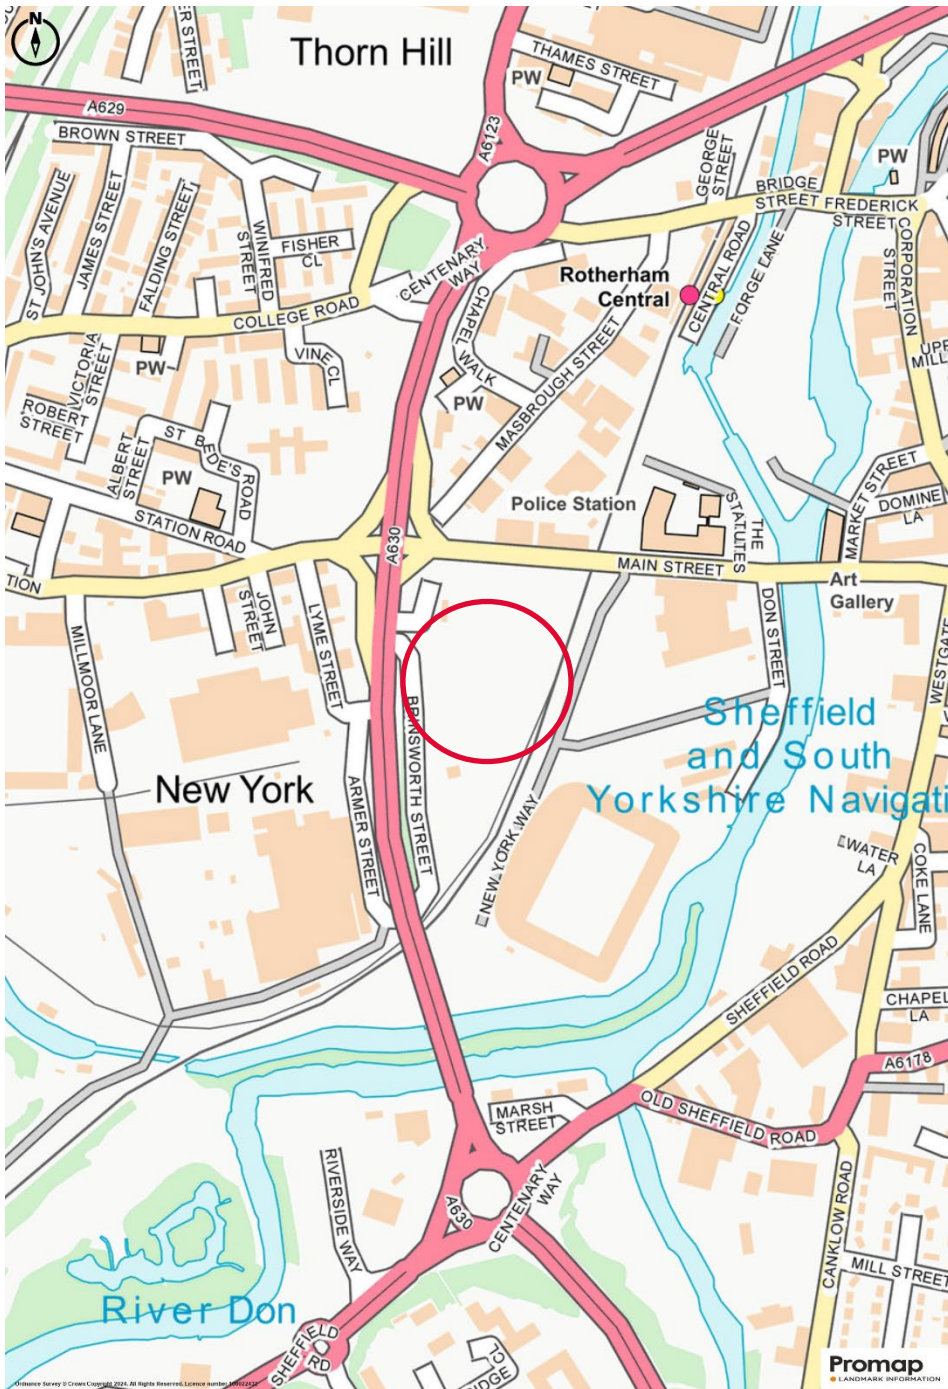 N
Thorn Hill
THAMES STREET
PW
A629
BROWN STREET
A6123
GEORGE STREET
PW
BRIDGE
STREET
FREDERICK
STREET
ST JOHN'S AVENUE
JAMES STREET
FALDING STREET
WINIFRED
STREET
FISHER
CL
CENTENARY
WAY
CORPORATION
STREET
CENTRAL ROAD
FORGE LANE
Rotherham
Central
COLLEGE ROAD
CHAPEL
WALK
MASBROUGH STREET
VINE CL
PW
VICTORIA
STREET
ROBERT
STREET
PW
ALBERT
STREET
ST BEDE'S
ROAD
PW
STATION ROAD
MARKET STREET
DOMINE
LA
Police Station
THE
STATUTES
A630
MAIN STREET
Art
Gallery
TION
JOHN
STREET
LYME STREET
DON STREET
WESTGATE
MILLMOOR LANE
BRINSWORTH STREET
Sheffield
and South
Yorkshire Navigati
New York
ARMER STREET
NEW YORK WAY
WATER
LA
COKE LANE
SHEFFIELD ROAD
CHAPEL
LA
A6178
MARSH
STREET
OLD SHEFFIELD ROAD
RIVERSIDE WAY
A630
CENTENARY
WAY
CANKLOW ROAD
MILL STREET
River Don
SHEFFIELD
RD
Promap
LANDMARK INFORMATION